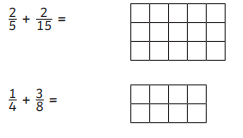 2/5 + 2/15 =
1/4 + 3/8 =